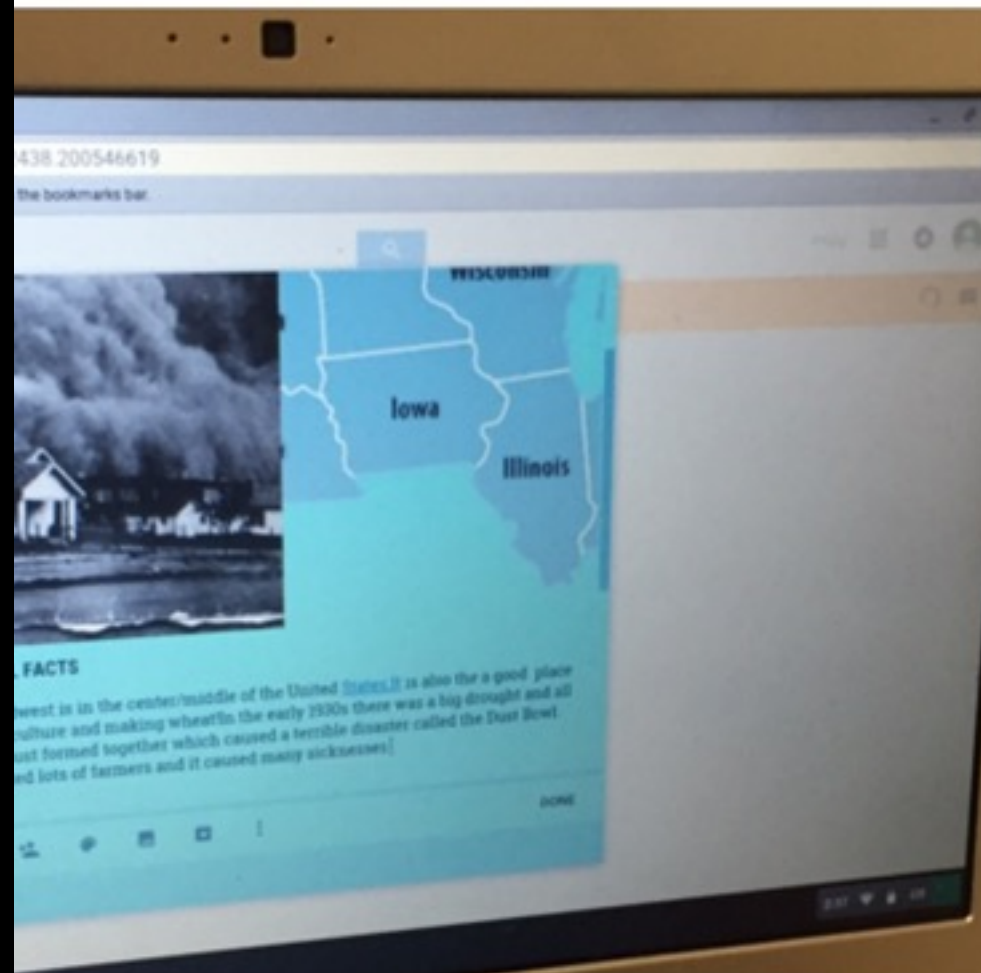 438.200546619
the bookmarks bar.
Wisconsin
Iowa
Illinois
. FACTS
west is in the center/middle of the United States.It is also the a good place
culture and making wheatIn the early 1930s there was a big drought and all
ust formed together which caused a terrible disaster called the Dust Bowl.
ed lots of farmers and it caused many sicknesses
DONE
2:37